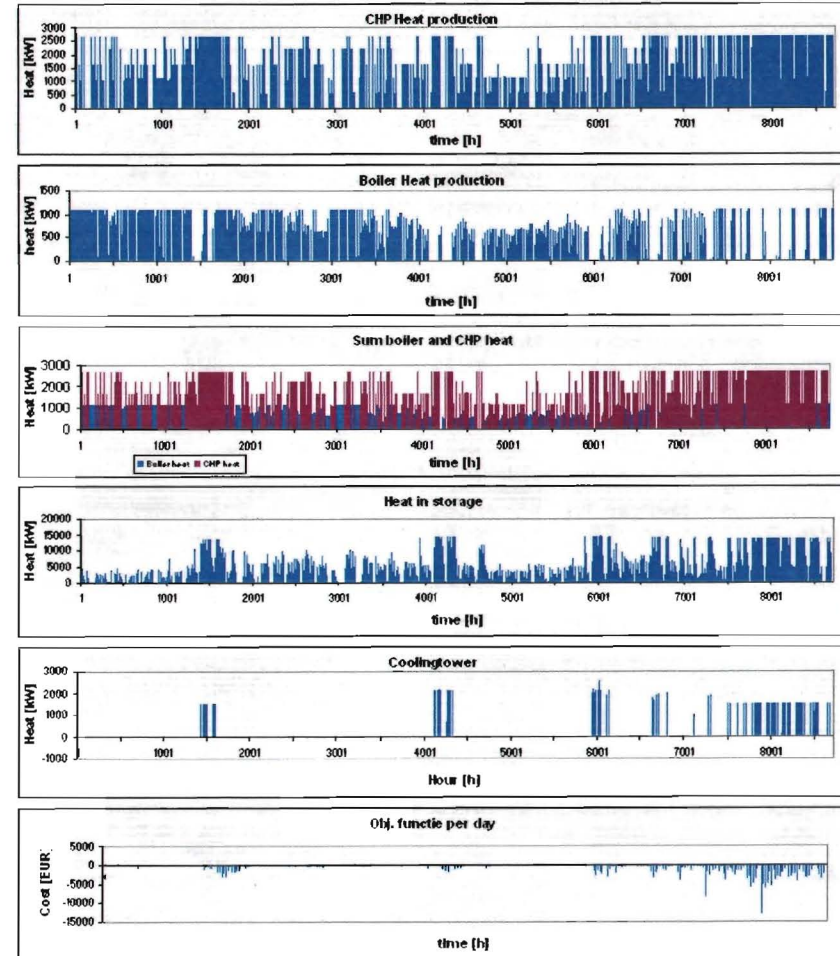 CHP Heat production
Heat [kW]
3000
2500
2000
1500
1000
500
0
1 1001 2001 3001 4001 5001 6001 7001 8001
time [h]
Boiler Heat production
heat [kW]
1500
1000
500
0
1 1001 2001 3001 4001 5001 6001 7001 8001
time [h]
Sum boiler and CHP heat
Heat [kW]
3000
2000
1000
0
1 1001 2001 3001 4001 5001 6001 7001 8001
time [h]
Boiler heat CHP heat
Heat in storage
Heat [kW]
20000
15000
10000
5000
0
1 1001 2001 3001 4001 5001 6001 7001 8001
time [h]
Coolingtower
Heat [kW]
3000
2000
1000
0
-1000
1 1001 2001 3001 4001 5001 6001 7001 8001
Hour [h]
Obj. functie per day
Cost [EUR]
5000
0
-5000
-10000
-15000
time [h]